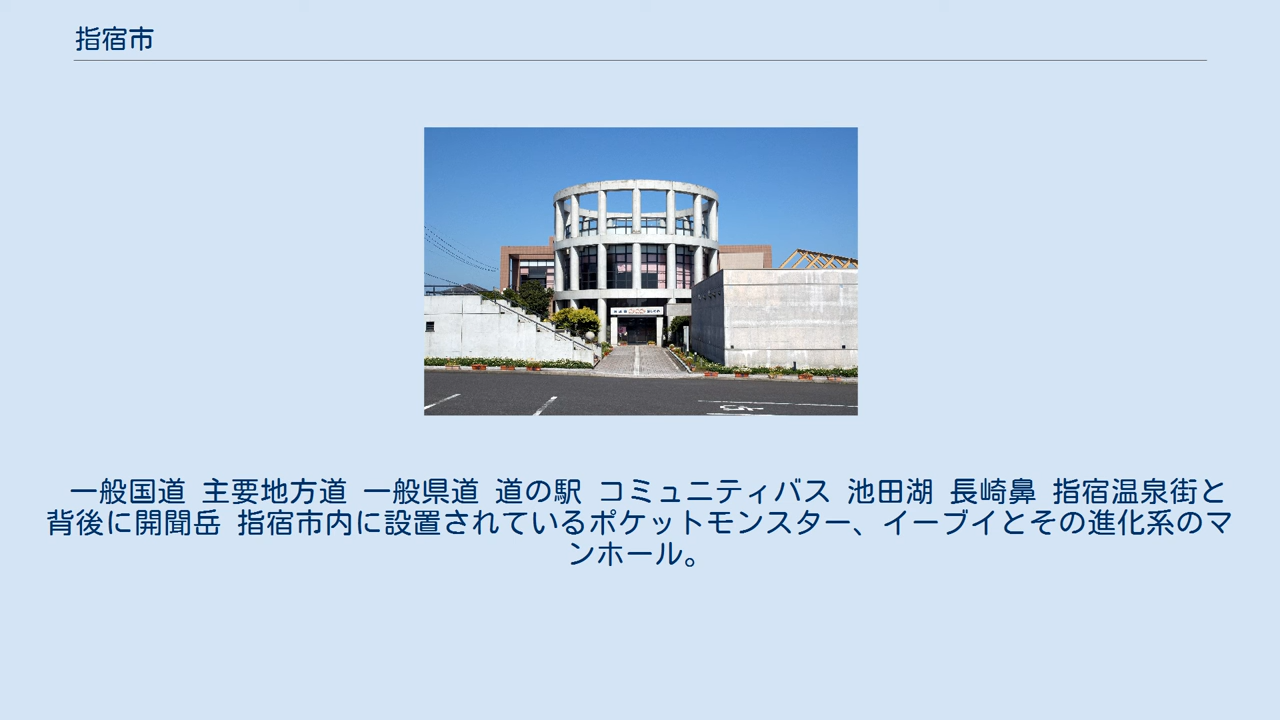 指宿市
一般国道 主要地方道 一般県道 道の駅 コミュニティバス 池田湖 長崎鼻 指宿温泉街と
背後に開聞岳 指宿市内に設置されているポケットモンスター、イーブイとその進化系のマ
ンホール。